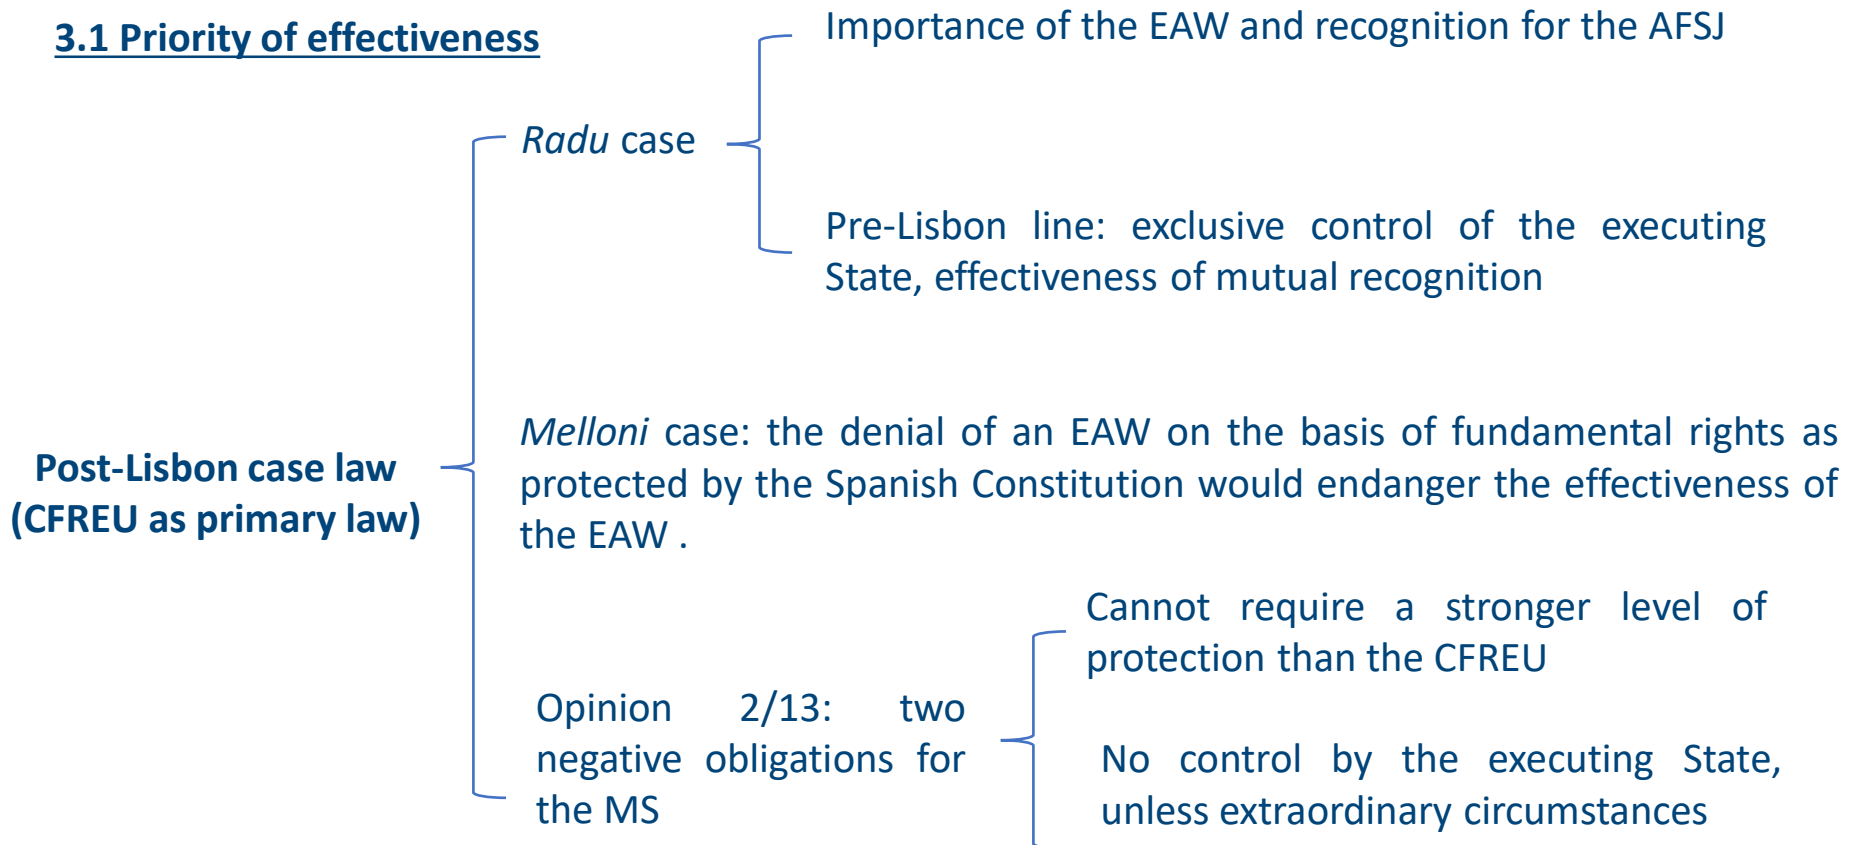 3.1 Priority of effectiveness
Importance of the EAW and recognition for the AFSJ
Radu case
Pre-Lisbon line: exclusive control of the executing
State, effectiveness of mutual recognition
Post-Lisbon case law
(CFREU as primary law)
Melloni case: the denial of an EAW on the basis of fundamental rights as
protected by the Spanish Constitution would endanger the effectiveness of
the EAW .
Opinion 2/13: two
negative obligations for
the MS
Cannot require a stronger level of
protection than the CFREU
No control by the executing State,
unless extraordinary circumstances